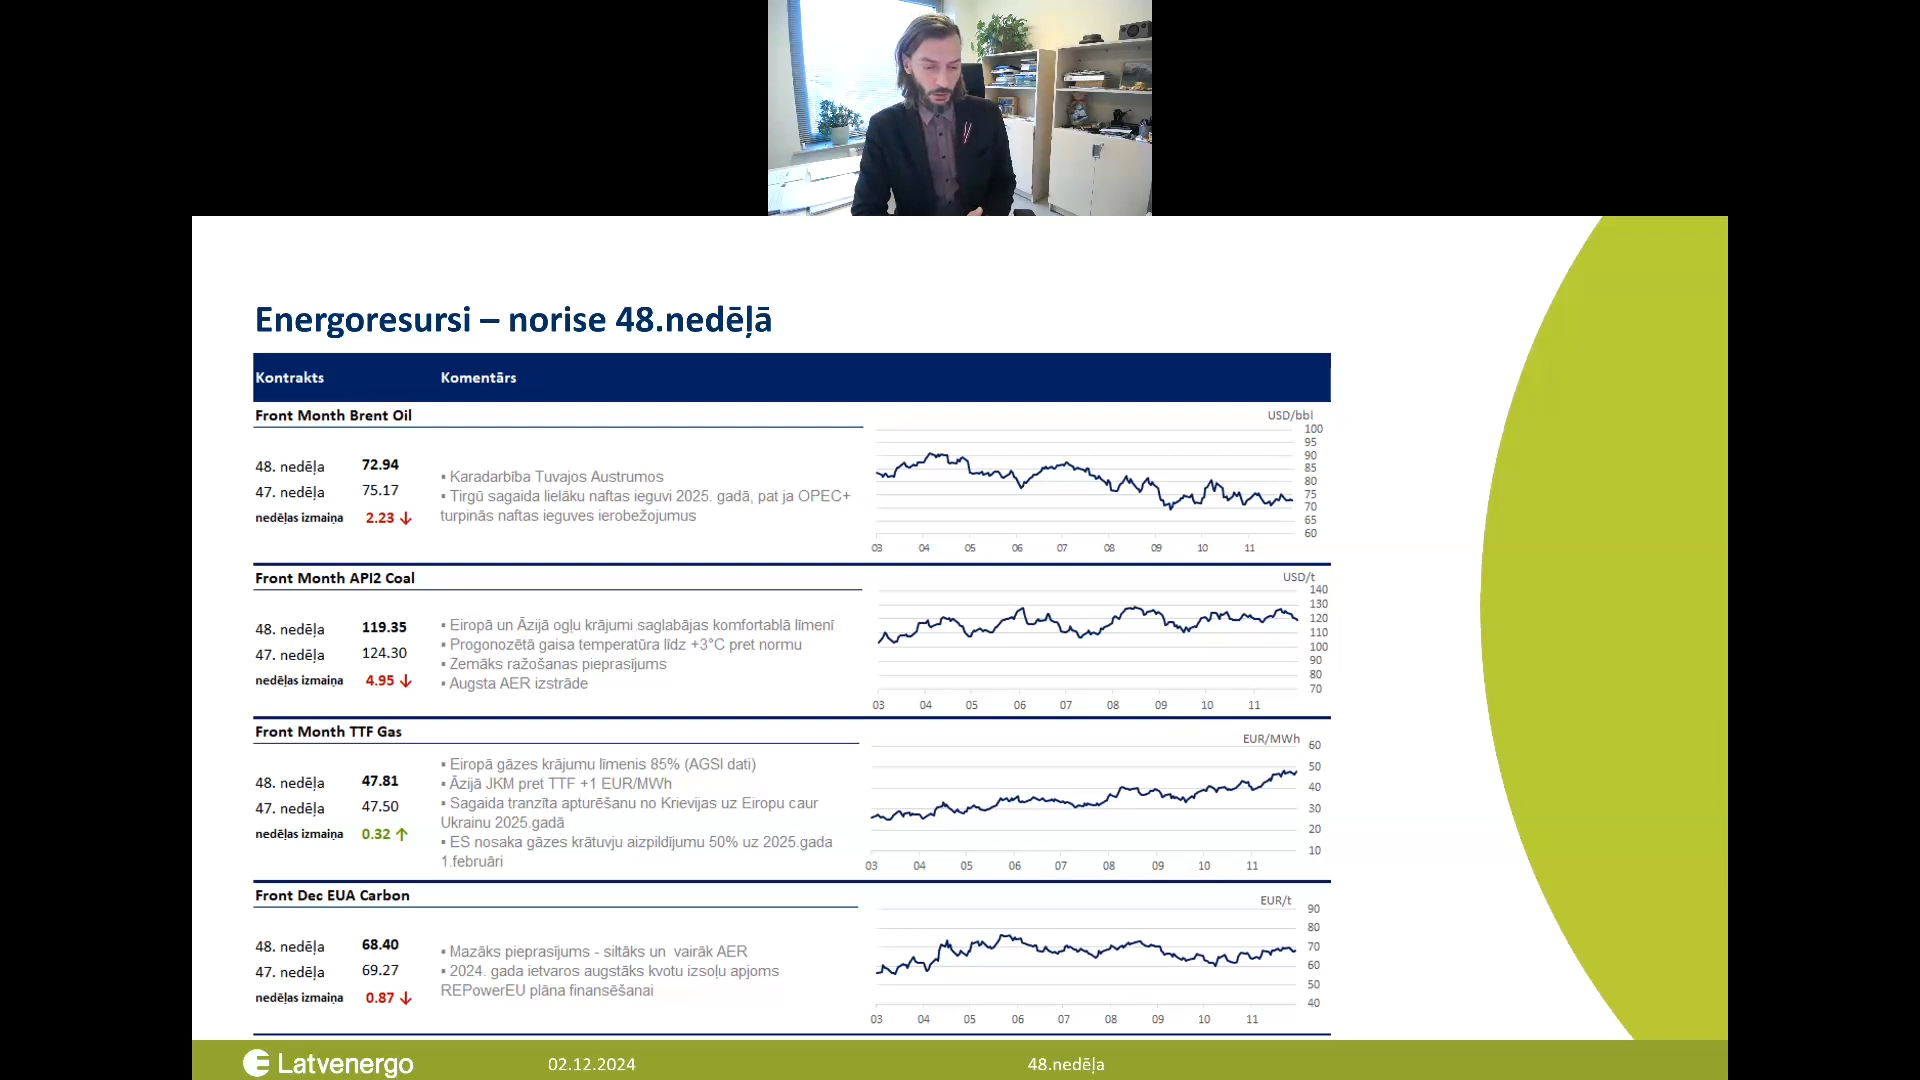 Energoresursi – norise 48.nedēļā
Kontrakts Komentārs
Front Month Brent Oil
48. nedēļa 72.94
47. nedēļa 75.17
nedēļas izmaiņa 2.23 ↓
▪ Karadarbība Tuvajos Austrumos
▪ Tirgū sagaida lielāku naftas ieguvi 2025. gadā, pat ja OPEC+
turpinās naftas ieguves ierobežojumus
USD/bbl
100
95
90
85
80
75
70
65
60
03 04 05 06 07 08 09 10 11
Front Month API2 Coal
48. nedēļa 119.35
47. nedēļa 124.30
nedēļas izmaiņa 4.95 ↓
▪ Eiropā un Āzijā ogļu krājumi saglabājas komfortablā līmenī
▪ Progonozētā gaisa temperatūra līdz +3°C pret normu
▪ Zemāks ražošanas pieprasījums
▪ Augsta AER izstrāde
USD/t
140
130
120
110
100
90
80
70
03 04 05 06 07 08 09 10 11
Front Month TTF Gas
48. nedēļa 47.81
47. nedēļa 47.50
nedēļas izmaiņa 0.32 ↑
▪ Eiropā gāzes krājumu līmenis 85% (AGSI dati)
▪ Āzijā JKM pret TTF +1 EUR/MWh
▪ Sagaida tranzīta apturēšanu no Krievijas uz Eiropu caur
Ukrainu 2025.gadā
▪ ES nosaka gāzes krātuvju aizpildījumu 50% uz 2025.gada
1.februāri
EUR/MWh
60
50
40
30
20
10
03 04 05 06 07 08 09 10 11
Front Dec EUA Carbon
48. nedēļa 68.40
47. nedēļa 69.27
nedēļas izmaiņa 0.87 ↓
▪ Mazāks pieprasījums - siltāks un vairāk AER
▪ 2024. gada ietvaros augstāks kvotu izsoļu apjoms
REPowerEU plāna finansēšanai
EUR/t
90
80
70
60
50
40
03 04 05 06 07 08 09 10 11
Latvenergo 02.12.2024 48.nedēļa